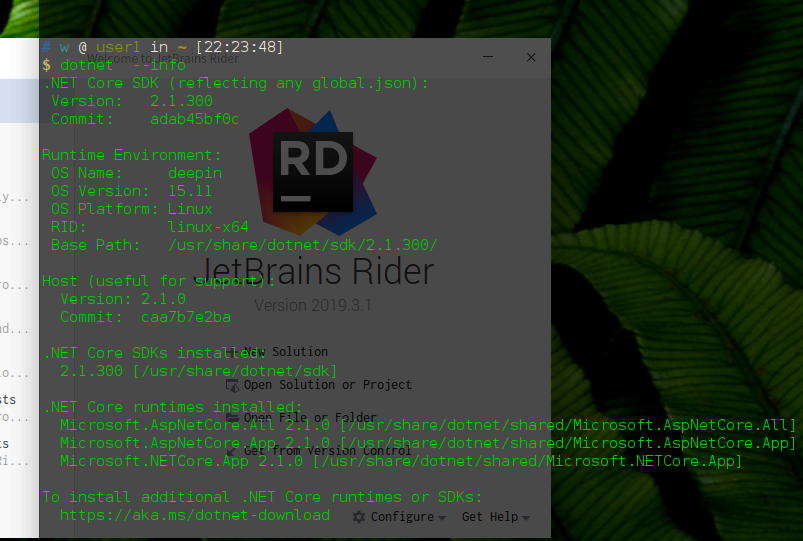 # w @ user1 in ~ [22:23:48]
Welcome to JetBrains Rider
$ dotnet --info
.NET Core SDK (reflecting any global.json):
Version: 2.1.300
Commit: adab45bf0c
Runtime Environment:
OS Name: deepin
OS Version: 15.11
OS Platform: Linux
RID: linux-x64
Base Path: /usr/share/dotnet/sdk/2.1.300/
RD
JetBrains Rider
Version 2019.3.1
Host (useful for support):
Version: 2.1.0
Commit: caa7b7e2ba
New Solution
.NET Core SDKs installed:
2.1.300 [/usr/share/dotnet/sdk]
Open Solution or Project
.NET Core runtimes installed:
Open File or Folder
Microsoft.AspNetCore.All 2.1.0 [/usr/share/dotnet/shared/Microsoft.AspNetCore.All]
Microsoft.AspNetCore.App 2.1.0 [/usr/share/dotnet/shared/Microsoft.AspNetCore.App]
Get from Version Control
Microsoft.NETCore.App 2.1.0 [/usr/share/dotnet/shared/Microsoft.NETCore.App]
To install additional .NET Core runtimes or SDKs:
https://aka.ms/dotnet-download
Configure
Get Help